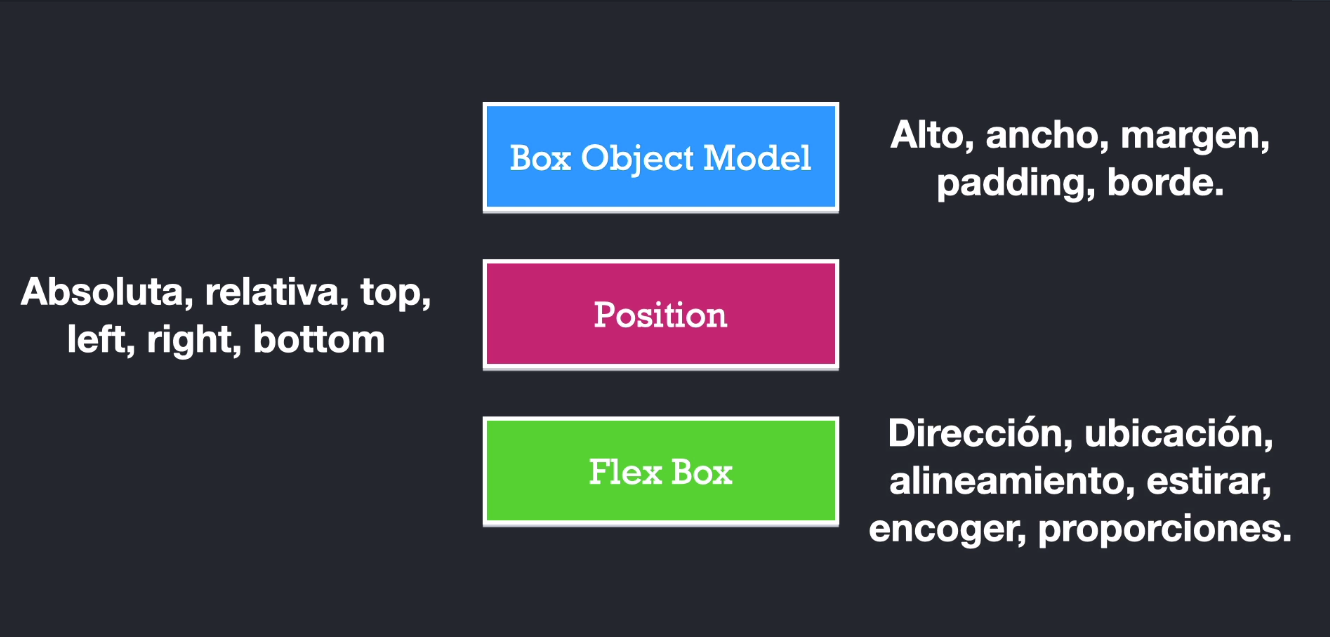 Box Object Model
Alto, ancho, margen,
padding, borde.
Absoluta, relativa, top,
left, right, bottom
Position
Flex Box
Dirección, ubicación,
alineamiento, estirar,
encoger, proporciones.